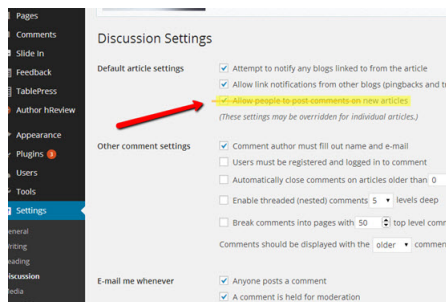 Pages
Comments
Slide In
Feedback
TablePress
Author hReview
Appearance
Plugins 3
Users
Tools
Settings
eneral
Vriting
eading
iscussion
edia
Discussion Settings
Default article settings
Attempt to notify any blogs linked to from the article
Allow link notifications from other blogs (pingbacks and tr
Allow people to post comments on new articles
(These settings may be overridden for individual articles.)
Other comment settings
Comment author must fill out name and e-mail
Users must be registered and logged in to comment
Automatically close comments on articles older than 0
Enable threaded (nested) comments 5 levels deep
Break comments into pages with 50 top level comm
Comments should be displayed with the older commen
E-mail me whenever
Anyone posts a comment
A comment is held for moderation